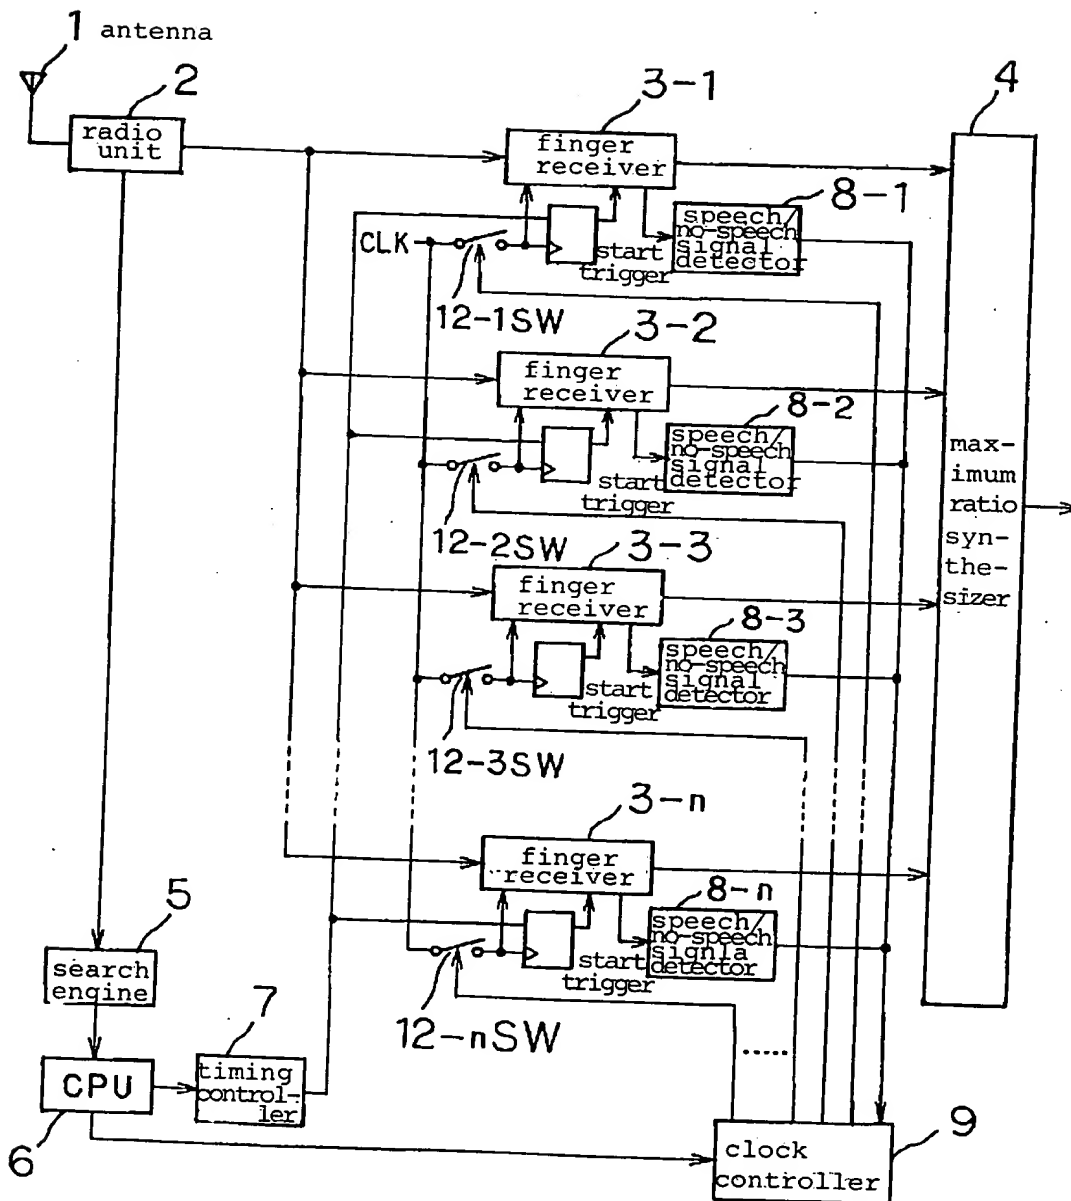 1 antenna
2
radio
unit
3-1
finger
receiver
4
8-1
speech/
no-speech
signal
detector
CLK
start
trigger
12-1SW
3-2
finger
receiver
8-2
speech/
no-speech
signal
detector
start
trigger
max-
imum
ratio
syn-
the-
sizer
12-2SW
3-3
finger
receiver
8-3
speech/
no-speech
signal
detector
start
trigger
12-3SW
3-n
finger
receiver
8-n
speech/
no-speech
signla
detector
start
trigger
12-nSW
5
search
engine
7
timing
control-
ler
CPU
6
9
clock
controller